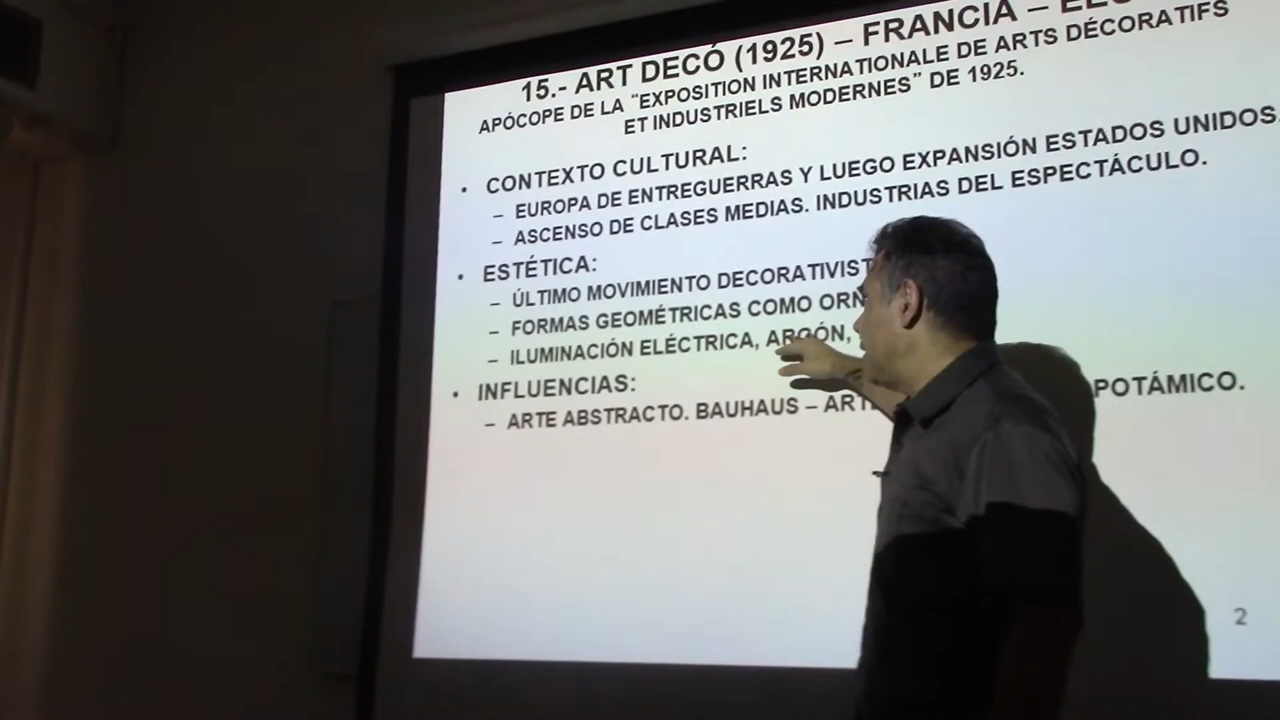 15.- ART DECÓ (1925) – FRANCIA –
APÓCOPE DE LA “EXPOSITION INTERNATIONALE DE ARTS DÉCORATIFS
ET INDUSTRIELS MODERNES” DE 1925.
• CONTEXTO CULTURAL:
– EUROPA DE ENTREGUERRAS Y LUEGO EXPANSIÓN ESTADOS UNIDOS.
– ASCENSO DE CLASES MEDIAS. INDUSTRIAS DEL ESPECTÁCULO.
• ESTÉTICA:
– ÚLTIMO MOVIMIENTO
– FORMAS GEOMÉTRICAS COMO
– ILUMINACIÓN ELÉCTRICA, ARGÓN,
• INFLUENCIAS:
– ARTE ABSTRACTO. BAUHAUS –
2